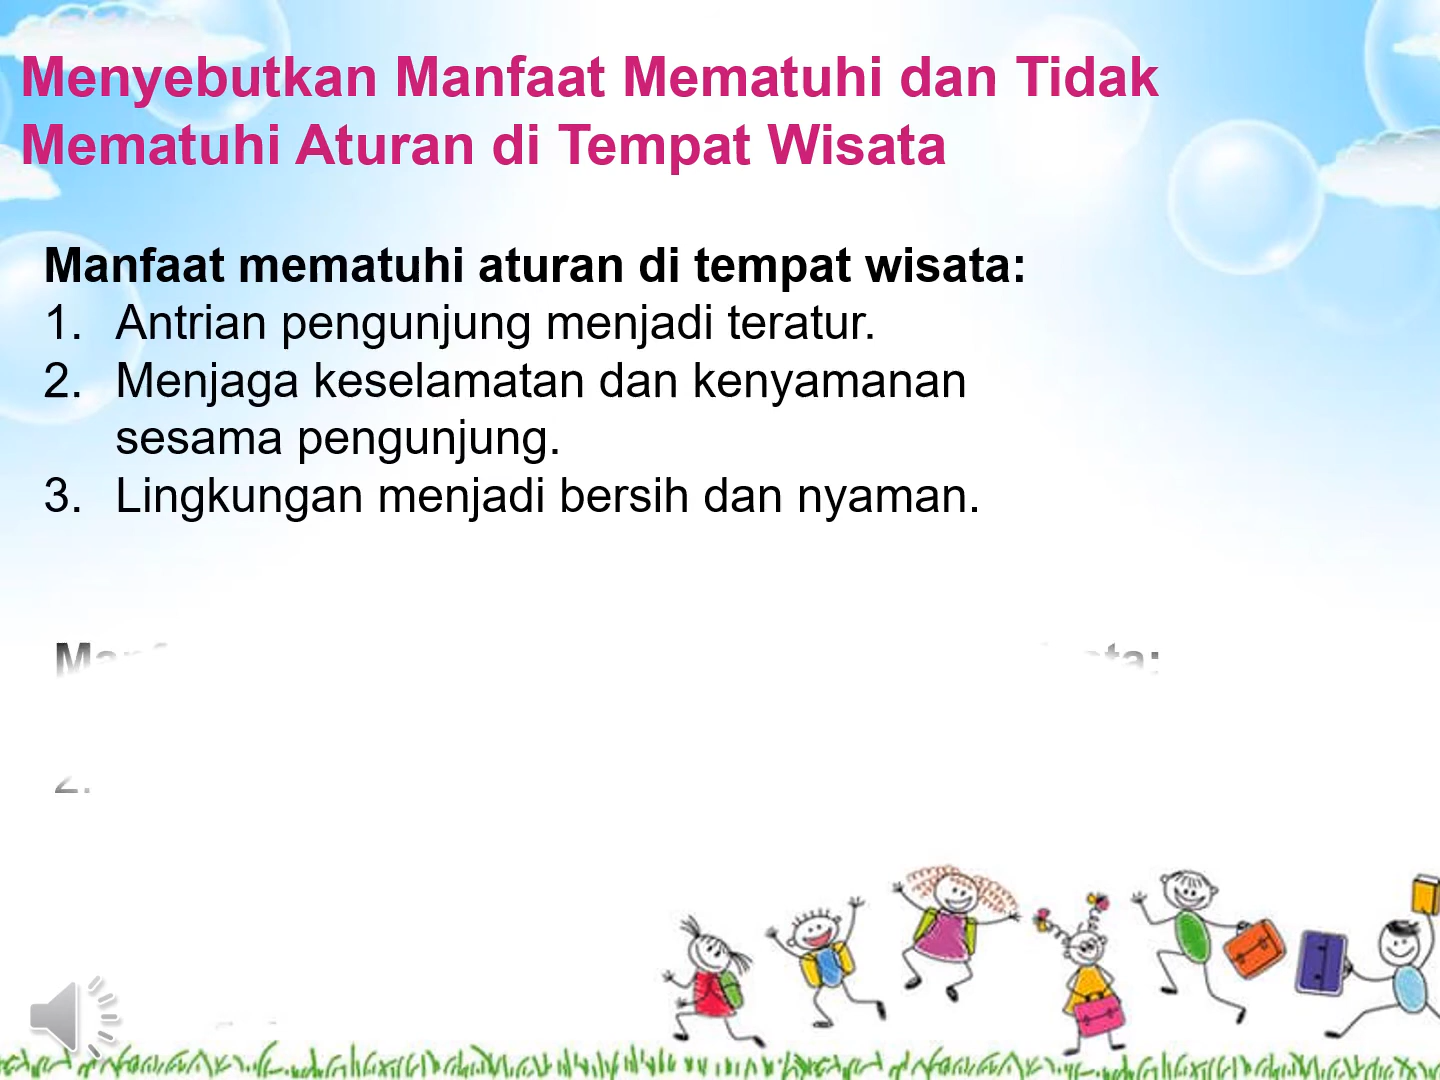 Menyebutkan Manfaat Mematuhi dan Tidak
Mematuhi Aturan di Tempat Wisata
Manfaat mematuhi aturan di tempat wisata:
1. Antrian pengunjung menjadi teratur.
2. Menjaga keselamatan dan kenyamanan
sesama pengunjung.
3. Lingkungan menjadi bersih dan nyaman.
2.